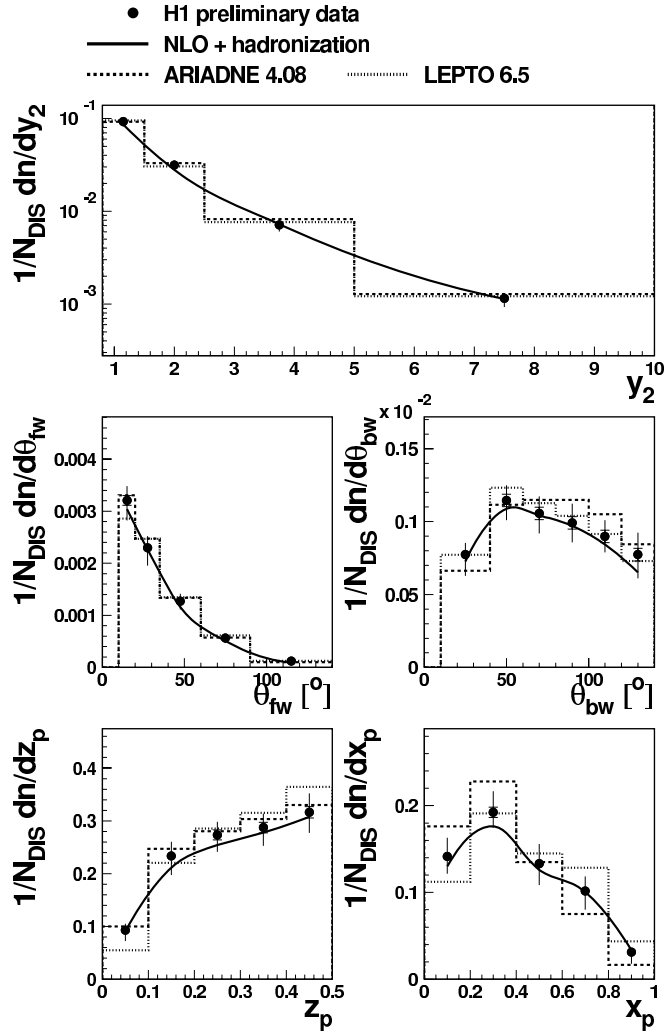 H1 preliminary data
NLO + hadronization
ARIADNE 4.08 LEPTO 6.5
1/N_DIS dn/dy_2
10^-1
10^-2
10^-3
1 2 3 4 5 6 7 8 9 10
y_2
1/N_DIS dn/dθ_fw
0.004
0.003
0.002
0.001
0
0 50 100
θ_fw [°]
1/N_DIS dn/dθ_bw
x 10^-2
0.15
0.1
0.05
0
0 50 100
θ_bw [o]
1/N_DIS dn/dz_p
0.4
0.3
0.2
0.1
0
0 0.1 0.2 0.3 0.4 0.5
z_p
1/N_DIS dn/dx_p
0.2
0.1
0
0 0.2 0.4 0.6 0.8 1
x_p